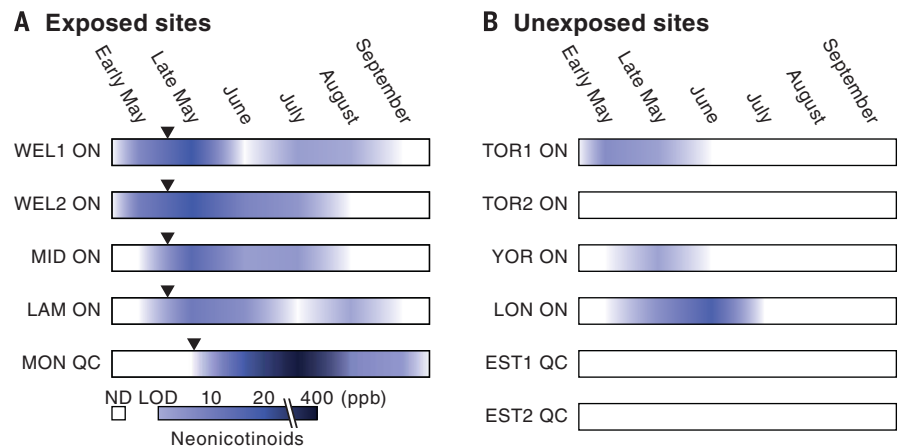 A Exposed sites
Early May
Late May
June
July
August
September
WEL1 ON
WEL2 ON
MID ON
LAM ON
MON QC
ND LOD 10 20 400 (ppb)
Neonicotinoids
B Unexposed sites
Early May
Late May
June
July
August
September
TOR1 ON
TOR2 ON
YOR ON
LON ON
EST1 QC
EST2 QC